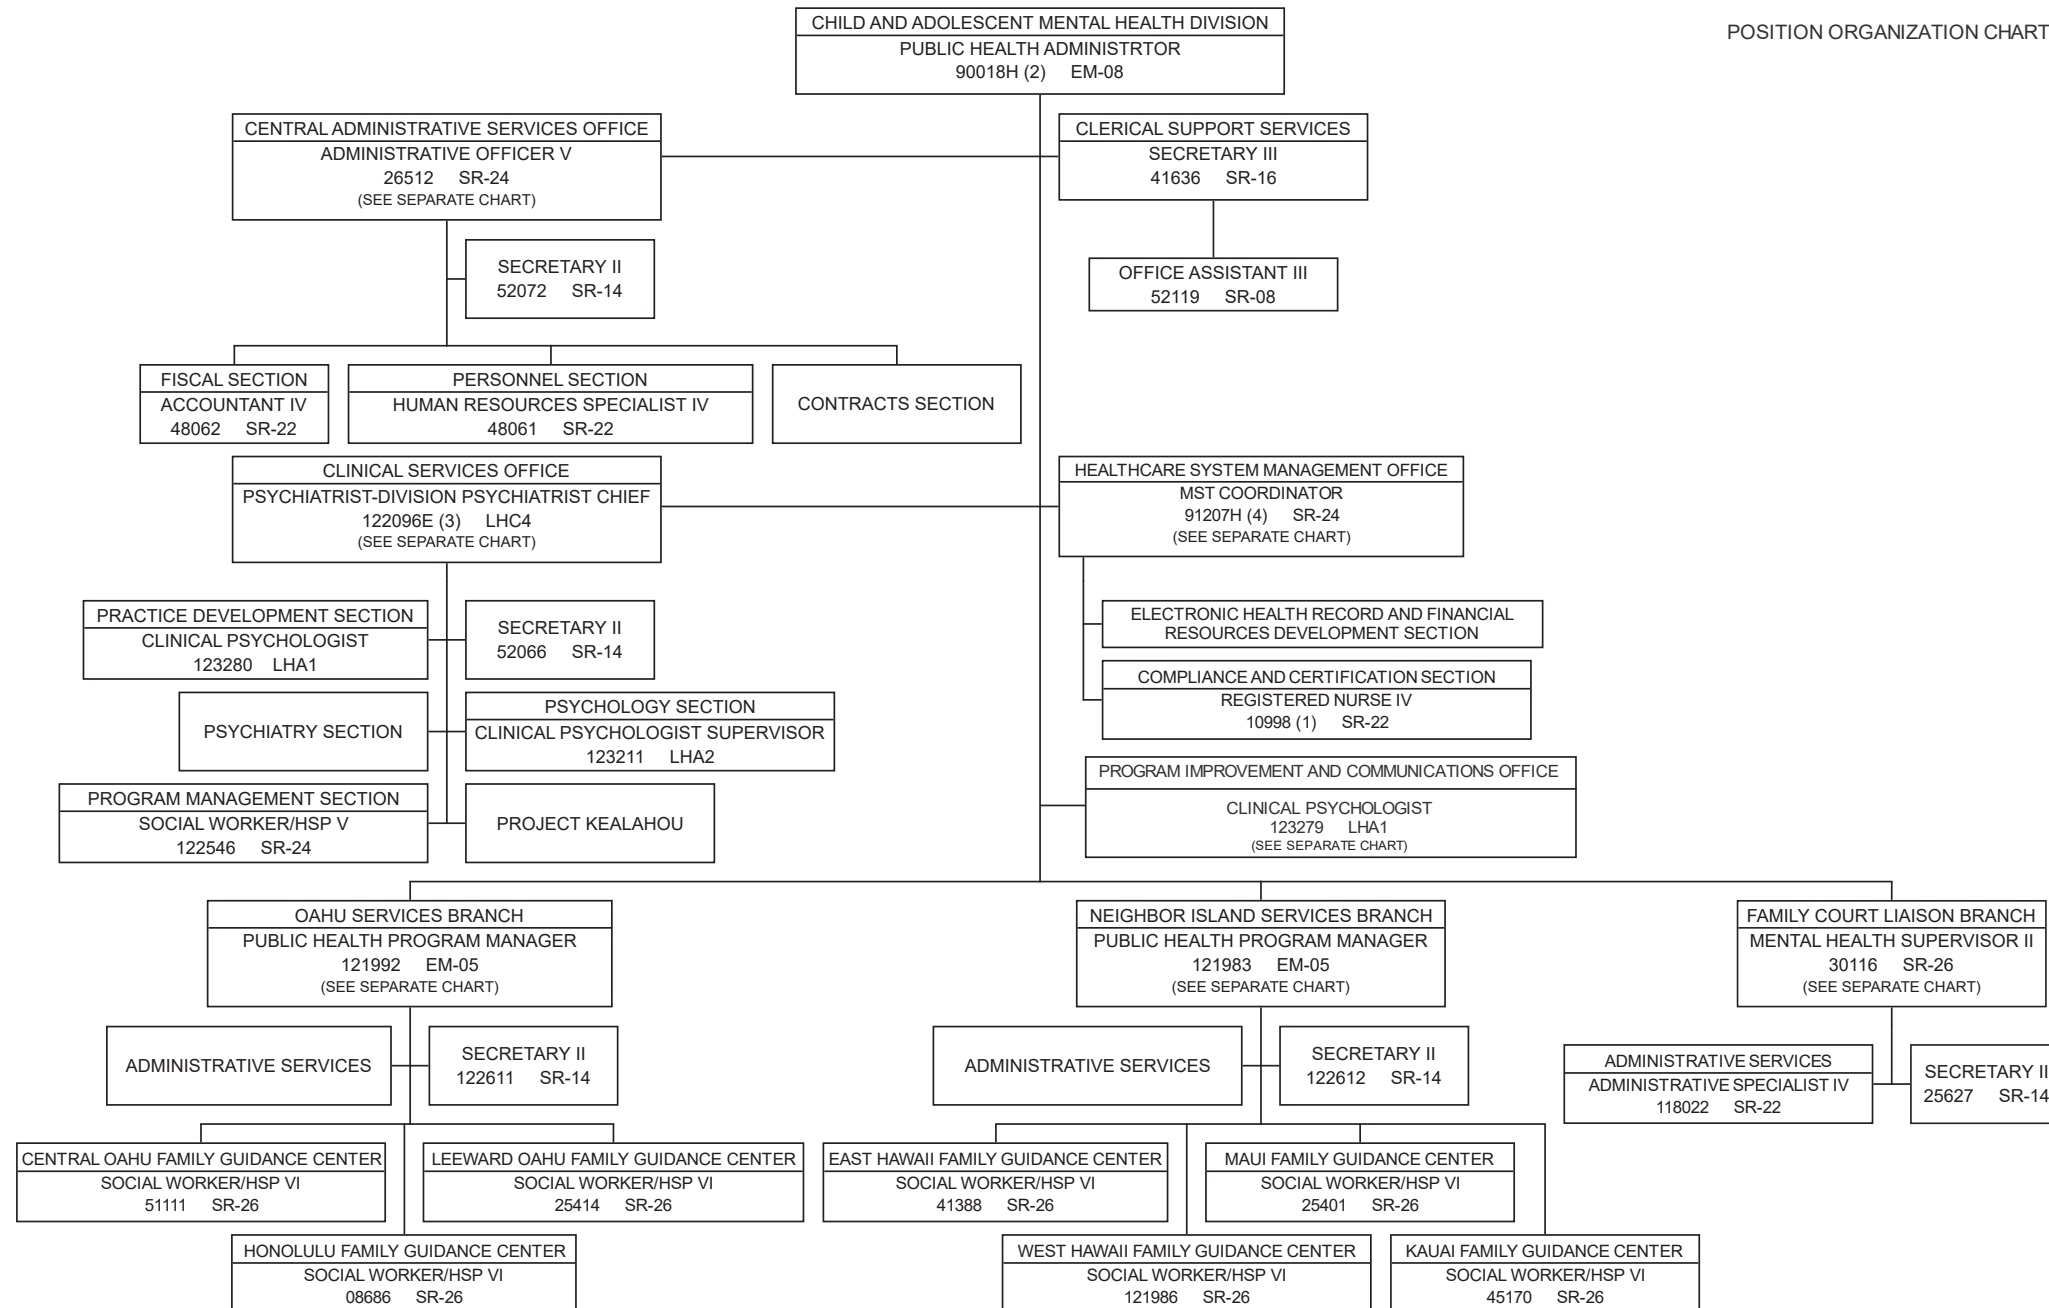 CHILD AND ADOLESCENT MENTAL HEALTH DIVISION
PUBLIC HEALTH ADMINISTRTOR
90018H (2) EM-08
POSITION ORGANIZATION CHART
CENTRAL ADMINISTRATIVE SERVICES OFFICE
ADMINISTRATIVE OFFICER V
26512 SR-24
(SEE SEPARATE CHART)
CLERICAL SUPPORT SERVICES
SECRETARY III
41636 SR-16
SECRETARY II
52072 SR-14
OFFICE ASSISTANT III
52119 SR-08
FISCAL SECTION
ACCOUNTANT IV
48062 SR-22
PERSONNEL SECTION
HUMAN RESOURCES SPECIALIST IV
48061 SR-22
CONTRACTS SECTION
CLINICAL SERVICES OFFICE
PSYCHIATRIST-DIVISION PSYCHIATRIST CHIEF
122096E (3) LHC4
(SEE SEPARATE CHART)
HEALTHCARE SYSTEM MANAGEMENT OFFICE
MST COORDINATOR
91207H (4) SR-24
(SEE SEPARATE CHART)
PRACTICE DEVELOPMENT SECTION
CLINICAL PSYCHOLOGIST
123280 LHA1
SECRETARY II
52066 SR-14
ELECTRONIC HEALTH RECORD AND FINANCIAL
RESOURCES DEVELOPMENT SECTION
COMPLIANCE AND CERTIFICATION SECTION
REGISTERED NURSE IV
10998 (1) SR-22
PSYCHIATRY SECTION
PSYCHOLOGY SECTION
CLINICAL PSYCHOLOGIST SUPERVISOR
123211 LHA2
PROGRAM IMPROVEMENT AND COMMUNICATIONS OFFICE
CLINICAL PSYCHOLOGIST
123279 LHA1
(SEE SEPARATE CHART)
PROGRAM MANAGEMENT SECTION
SOCIAL WORKER/HSP V
122546 SR-24
PROJECT KEALAHOU
OAHU SERVICES BRANCH
PUBLIC HEALTH PROGRAM MANAGER
121992 EM-05
(SEE SEPARATE CHART)
NEIGHBOR ISLAND SERVICES BRANCH
PUBLIC HEALTH PROGRAM MANAGER
121983 EM-05
(SEE SEPARATE CHART)
FAMILY COURT LIAISON BRANCH
MENTAL HEALTH SUPERVISOR II
30116 SR-26
(SEE SEPARATE CHART)
ADMINISTRATIVE SERVICES
SECRETARY II
122611 SR-14
ADMINISTRATIVE SERVICES
SECRETARY II
122612 SR-14
ADMINISTRATIVE SERVICES
ADMINISTRATIVE SPECIALIST IV
118022 SR-22
SECRETARY II
25627 SR-14
CENTRAL OAHU FAMILY GUIDANCE CENTER
SOCIAL WORKER/HSP VI
51111 SR-26
LEEWARD OAHU FAMILY GUIDANCE CENTER
SOCIAL WORKER/HSP VI
25414 SR-26
EAST HAWAII FAMILY GUIDANCE CENTER
SOCIAL WORKER/HSP VI
41388 SR-26
MAUI FAMILY GUIDANCE CENTER
SOCIAL WORKER/HSP VI
25401 SR-26
HONOLULU FAMILY GUIDANCE CENTER
SOCIAL WORKER/HSP VI
08686 SR-26
WEST HAWAII FAMILY GUIDANCE CENTER
SOCIAL WORKER/HSP VI
121986 SR-26
KAUAI FAMILY GUIDANCE CENTER
SOCIAL WORKER/HSP VI
45170 SR-26